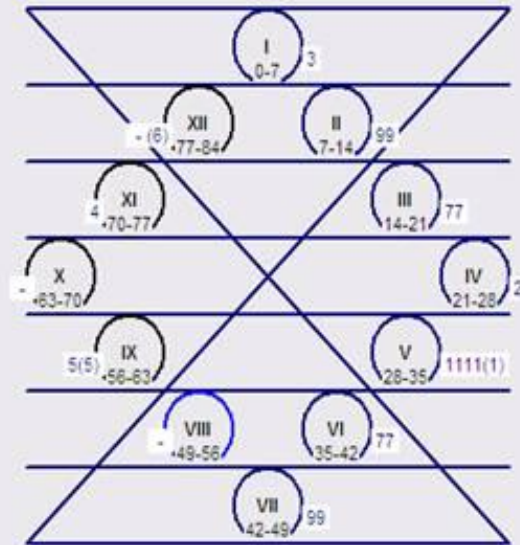 I
0-7 3
XII II
- (6) •77-84 7-14 99
XI III
4 •70-77 14-21 77
X IV
- •63-70 21-28 2
IX V
5(5) •56-63 28-35 1111(1)
VIII VI
- •49-56 35-42 77
VII
42-49 99